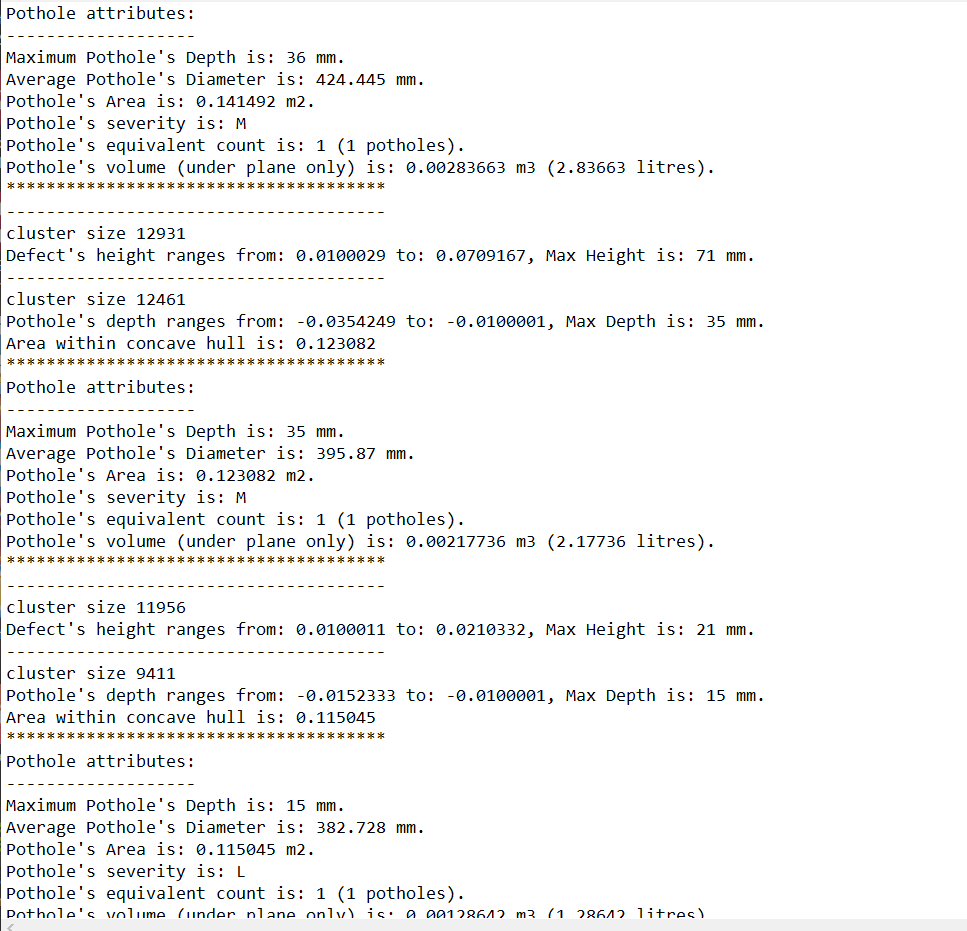 Pothole attributes:
-------------------
Maximum Pothole's Depth is: 36 mm.
Average Pothole's Diameter is: 424.445 mm.
Pothole's Area is: 0.141492 m2.
Pothole's severity is: M
Pothole's equivalent count is: 1 (1 potholes).
Pothole's volume (under plane only) is: 0.00283663 m3 (2.83663 litres).
**************************************
--------------------------------------
cluster size 12931
Defect's height ranges from: 0.0100029 to: 0.0709167, Max Height is: 71 mm.
--------------------------------------
cluster size 12461
Pothole's depth ranges from: -0.0354249 to: -0.0100001, Max Depth is: 35 mm.
Area within concave hull is: 0.123082
**************************************
Pothole attributes:
-------------------
Maximum Pothole's Depth is: 35 mm.
Average Pothole's Diameter is: 395.87 mm.
Pothole's Area is: 0.123082 m2.
Pothole's severity is: M
Pothole's equivalent count is: 1 (1 potholes).
Pothole's volume (under plane only) is: 0.00217736 m3 (2.17736 litres).
**************************************
--------------------------------------
cluster size 11956
Defect's height ranges from: 0.0100011 to: 0.0210332, Max Height is: 21 mm.
--------------------------------------
cluster size 9411
Pothole's depth ranges from: -0.0152333 to: -0.0100001, Max Depth is: 15 mm.
Area within concave hull is: 0.115045
**************************************
Pothole attributes:
-------------------
Maximum Pothole's Depth is: 15 mm.
Average Pothole's Diameter is: 382.728 mm.
Pothole's Area is: 0.115045 m2.
Pothole's severity is: L
Pothole's equivalent count is: 1 (1 potholes).
Pothole's volume (under plane only) is: 0.00128642 m3 (1.28642 litres)